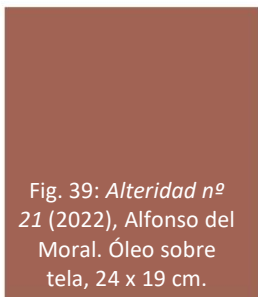 Fig. 39: Alteridad nº
21 (2022), Alfonso del
Moral. Óleo sobre
tela, 24 x 19 cm.